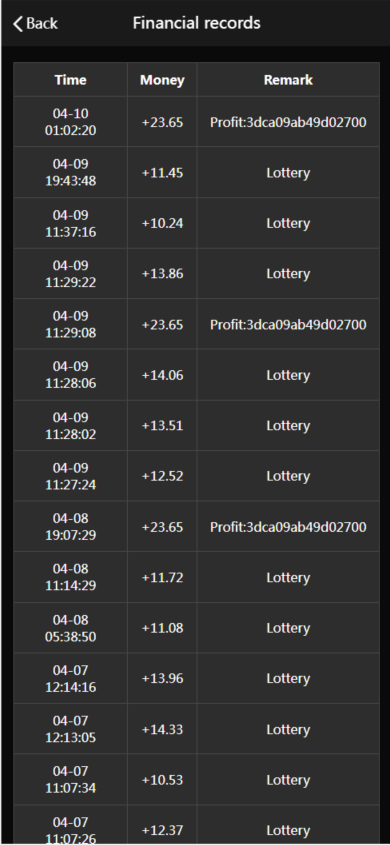 Back
Financial records
Time Money Remark
04-10
01:02:20 +23.65 Profit:3dca09ab49d02700
04-09
19:43:48 +11.45 Lottery
04-09
11:37:16 +10.24 Lottery
04-09
11:29:22 +13.86 Lottery
04-09
11:29:08 +23.65 Profit:3dca09ab49d02700
04-09
11:28:06 +14.06 Lottery
04-09
11:28:02 +13.51 Lottery
04-09
11:27:24 +12.52 Lottery
04-08
19:07:29 +23.65 Profit:3dca09ab49d02700
04-08
11:14:29 +11.72 Lottery
04-08
05:38:50 +11.08 Lottery
04-07
12:14:16 +13.96 Lottery
04-07
12:13:05 +14.33 Lottery
04-07
11:07:34 +10.53 Lottery
04-07
11:07:26 +12.37 Lottery